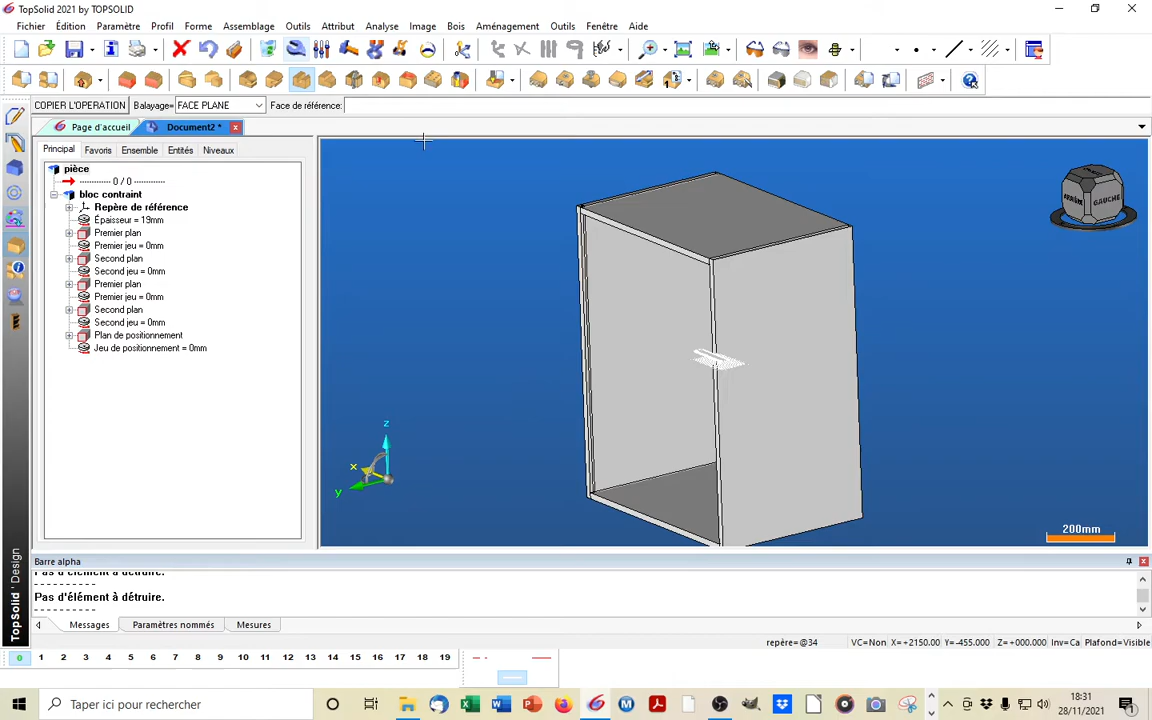 TopSolid 2021 by TOPSOLID
Fichier Édition Paramètre Profil Forme Assemblage Outils Attribut Analyse Image Bois Aménagement Outils Fenêtre Aide
COPIER L'OPERATION Balayage= FACE PLANE Face de référence:
Page d'accueil Document2 *
Principal Favoris Ensemble Entités Niveaux
pièce
0 / 0
bloc contraint
Repère de référence
Épaisseur = 19mm
Premier plan
Premier jeu = 0mm
Second plan
Second jeu = 0mm
Premier plan
Premier jeu = 0mm
Second plan
Second jeu = 0mm
Plan de positionnement
Jeu de positionnement = 0mm
ARRIÈRE GAUCHE
z
x
y
200mm
TopSolid ' Design
Barre alpha
Pas d'élément à détruire.
----------
Pas d'élément à détruire.
----------
Messages Paramètres nommés Mesures
repère=@34 VC=Non X=+2150.00 Y=-455.000 Z=+000.000 Inv=Ca Plafond=Visible
0 1 2 3 4 5 6 7 8 9 10 11 12 13 14 15 16 17 18 19
Taper ici pour rechercher
18:31
28/11/2021